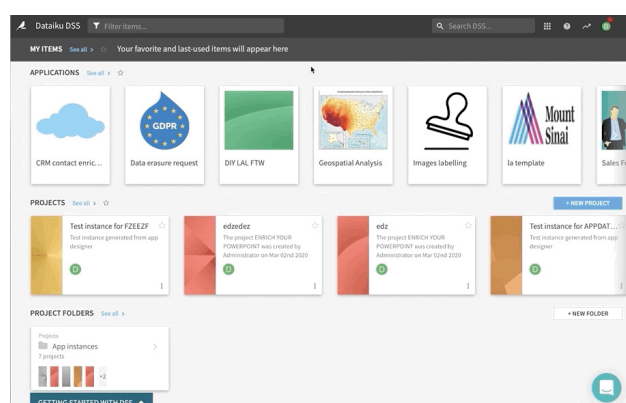 Dataiku DSS
Filter items...
Search DSS...
D
MY ITEMS See all > Your favorite and last-used items will appear here
APPLICATIONS See all >
GDPR
Mount
Sinai
CRM contact enric...
Data erasure request
DIY LAL FTW
Geospatial Analysis
Images labelling
la template
Sales F
PROJECTS See all >
+ NEW PROJECT
Test instance for FZEEZF
Test instance generated from app
designer
D
edzedez
The project ENRICH YOUR
POWERPOINT was created by
Administrator on Mar 02nd 2020
D
edz
The project ENRICH YOUR
POWERPOINT was created by
Administrator on Mar 02nd 2020
D
Test instance for APPDAT...
Test instance generated from app
designer
D
PROJECT FOLDERS See all >
+ NEW FOLDER
Projects
App instances
7 projects
+2
GETTING STARTED WITH DSS